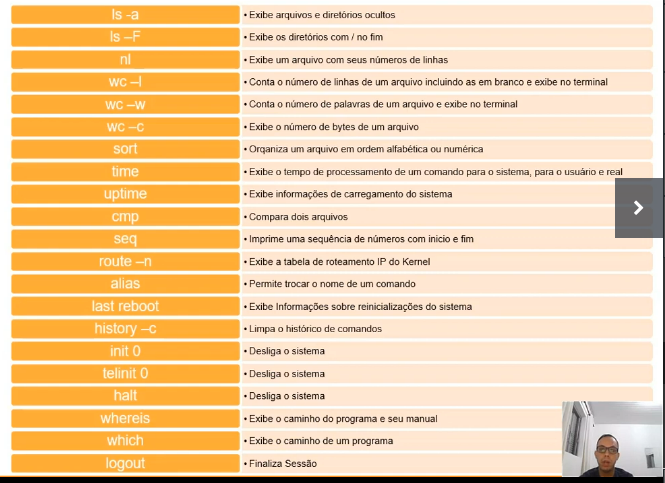 ls -a
• Exibe arquivos e diretórios ocultos
ls –F
• Exibe os diretórios com / no fim
nl
• Exibe um arquivo com seus números de linhas
wc –l
• Conta o número de linhas de um arquivo incluindo as em branco e exibe no terminal
wc –w
• Conta o número de palavras de um arquivo e exibe no terminal
wc –c
• Exibe o número de bytes de um arquivo
sort
• Organiza um arquivo em ordem alfabética ou numérica
time
• Exibe o tempo de processamento de um comando para o sistema, para o usuário e real
uptime
• Exibe informações de carregamento do sistema
cmp
• Compara dois arquivos
seq
• Imprime uma sequência de números com inicio e fim
route –n
• Exibe a tabela de roteamento IP do Kernel
alias
• Permite trocar o nome de um comando
last reboot
• Exibe Informações sobre reinicializações do sistema
history –c
• Limpa o histórico de comandos
init 0
• Desliga o sistema
telinit 0
• Desliga o sistema
halt
• Desliga o sistema
whereis
• Exibe o caminho do programa e seu manual
which
• Exibe o caminho de um programa
logout
• Finaliza Sessão